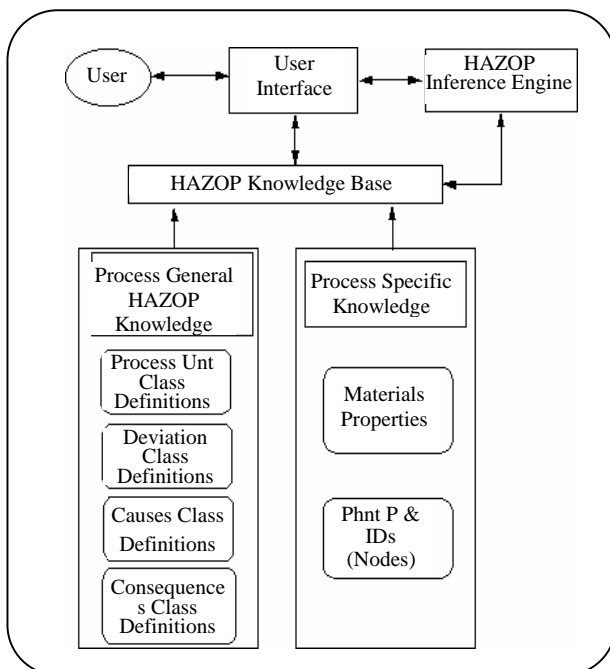 User
User
Interface
HAZOP
Inference Engine
HAZOP Knowledge Base
Process General
HAZOP
Knowledge
Process Unt
Class
Definitions
Deviation
Class
Definitions
Causes Class
Definitions
Consequence
s Class
Definitions
Process Specific
Knowledge
Materials
Properties
Phnt P &
IDs
(Nodes)